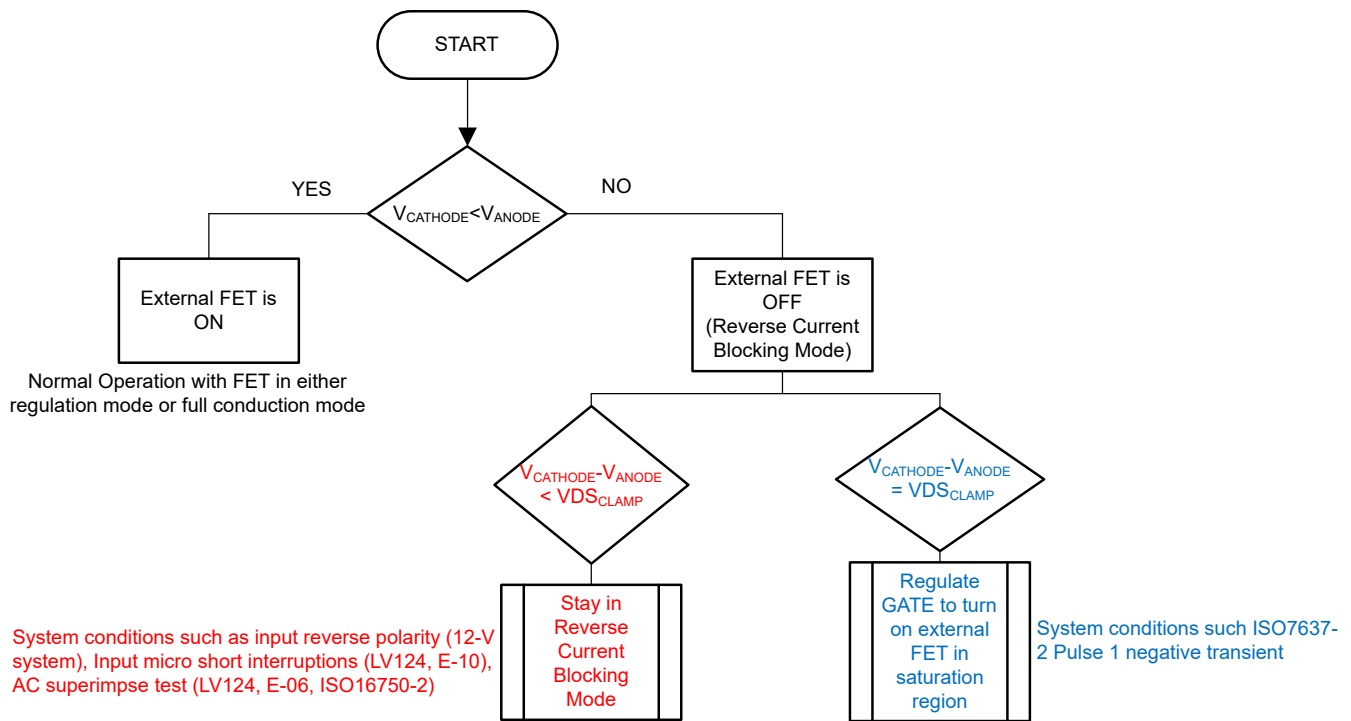 START
YES
NO
VCATHODE<VANODE
External FET is
ON
External FET is
OFF
(Reverse Current
Blocking Mode)
Normal Operation with FET in either
regulation mode or full conduction mode
VCATHODE-VANODE
< VDSCLAMP
VCATHODE-VANODE
= VDSCLAMP
Stay in
Reverse
Current
Blocking
Mode
Regulate
GATE to turn
on external
FET in
saturation
region
System conditions such as input reverse polarity (12-V
system), Input micro short interruptions (LV124, E-10),
AC superimpse test (LV124, E-06, ISO16750-2)
System conditions such ISO7637-
2 Pulse 1 negative transient